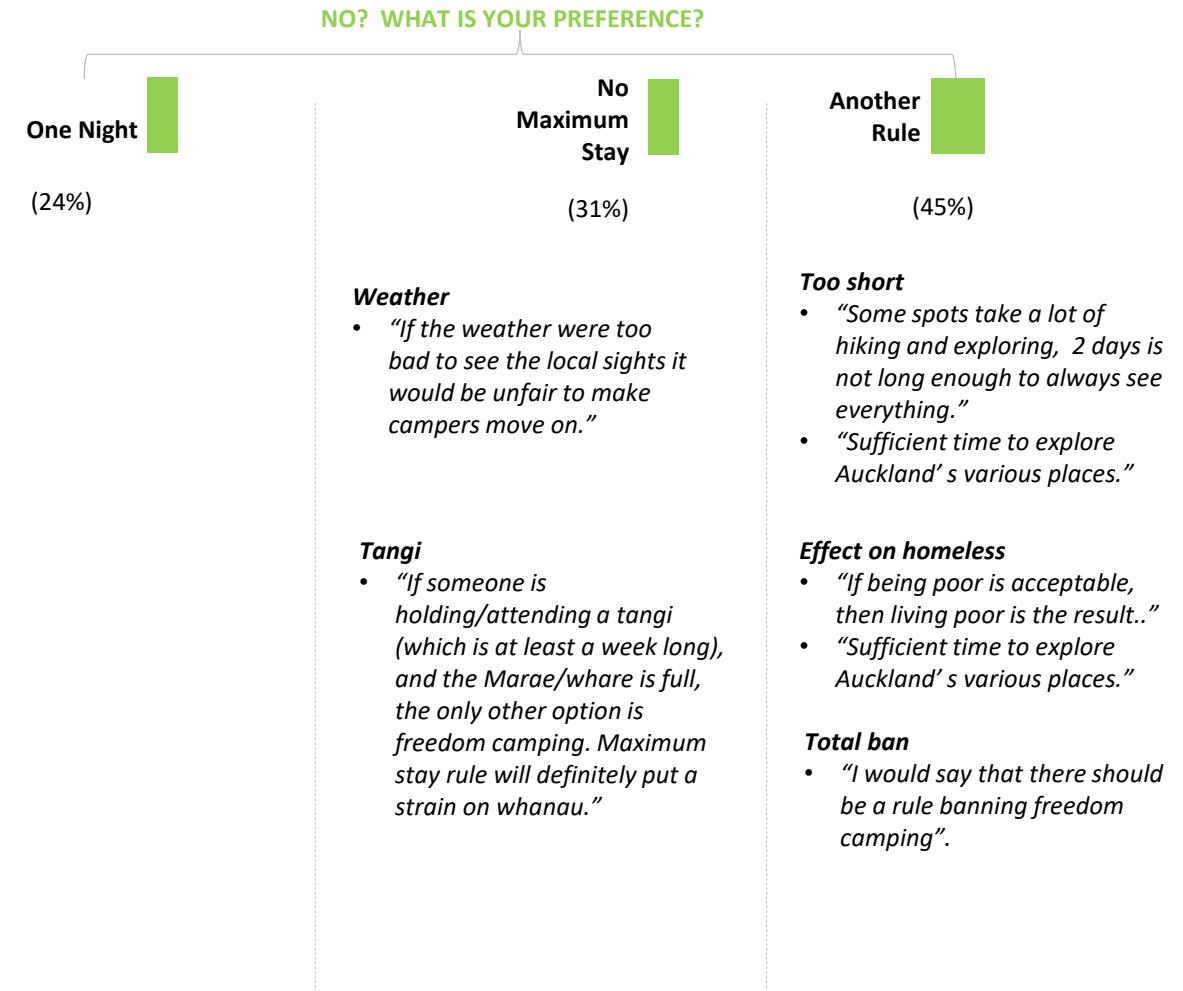 NO?  WHAT IS YOUR PREFERENCE?
One Night
(24%)
No
Maximum
Stay
(31%)
Weather
• “If the weather were too
bad to see the local sights it
would be unfair to make
campers move on.”
Tangi
• “If someone is
holding/attending a tangi
(which is at least a week long),
and the Marae/whare is full,
the only other option is
freedom camping. Maximum
stay rule will definitely put a
strain on whanau.”
Another
Rule
(45%)
Too short
• “Some spots take a lot of
hiking and exploring,  2 days is
not long enough to always see
everything.”
• “Sufficient time to explore
Auckland’ s various places.”
Effect on homeless
• “If being poor is acceptable,
then living poor is the result..”
• “Sufficient time to explore
Auckland’ s various places.”
Total ban
• “I would say that there should
be a rule banning freedom
camping”.